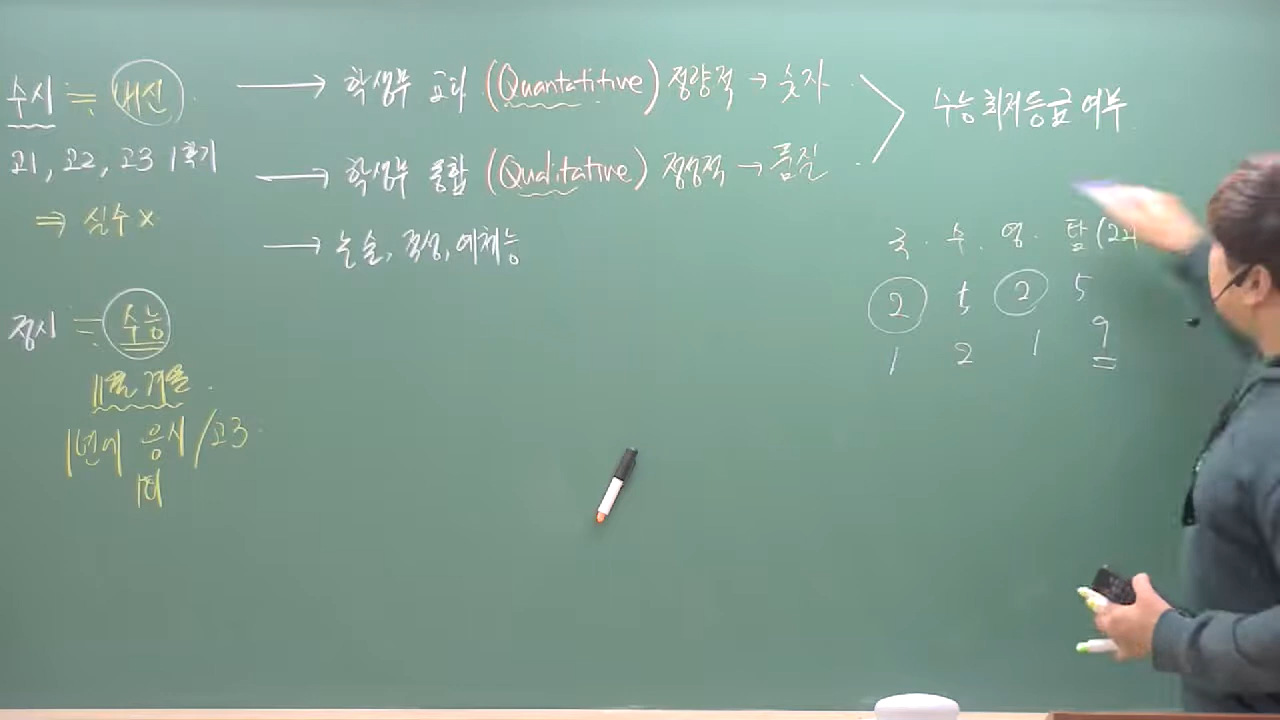 수시 ≒ 내신 → 학생부 교과 (Quantatitive) 정량적 → 숫자
고1, 고2, 고3 1학기
⇒ 실수 ×
→ 학생부 종합 (Qualitative) 정성적 → 품질
→ 논술, 적성, 예체능
수능최저등급 여부
국 · 수 · 영 · 탐 (2과
2 5 2 5
1 2 1 9
정시 ≒ 수능
11月 겨울
1년에 응시 / 고3
1회